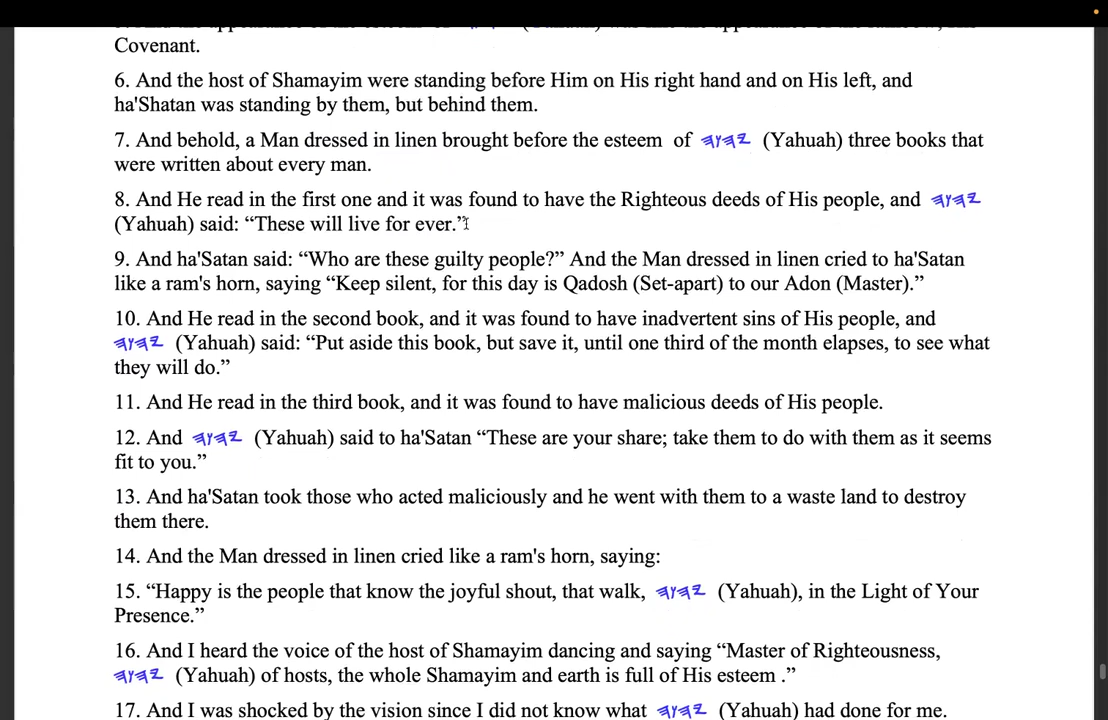 Covenant.
6. And the host of Shamayim were standing before Him on His right hand and on His left, and
ha'Shatan was standing by them, but behind them.
7. And behold, a Man dressed in linen brought before the esteem of 𐤉𐤄𐤅𐤄 (Yahuah) three books that
were written about every man.
8. And He read in the first one and it was found to have the Righteous deeds of His people, and 𐤉𐤄𐤅𐤄
(Yahuah) said: “These will live for ever.”
9. And ha'Satan said: “Who are these guilty people?” And the Man dressed in linen cried to ha'Satan
like a ram's horn, saying “Keep silent, for this day is Qadosh (Set-apart) to our Adon (Master).”
10. And He read in the second book, and it was found to have inadvertent sins of His people, and
𐤉𐤄𐤅𐤄 (Yahuah) said: “Put aside this book, but save it, until one third of the month elapses, to see what
they will do.”
11. And He read in the third book, and it was found to have malicious deeds of His people.
12. And 𐤉𐤄𐤅𐤄 (Yahuah) said to ha'Satan “These are your share; take them to do with them as it seems
fit to you.”
13. And ha'Satan took those who acted maliciously and he went with them to a waste land to destroy
them there.
14. And the Man dressed in linen cried like a ram's horn, saying:
15. “Happy is the people that know the joyful shout, that walk, 𐤉𐤄𐤅𐤄 (Yahuah), in the Light of Your
Presence.”
16. And I heard the voice of the host of Shamayim dancing and saying “Master of Righteousness,
𐤉𐤄𐤅𐤄 (Yahuah) of hosts, the whole Shamayim and earth is full of His esteem .”
17. And I was shocked by the vision since I did not know what 𐤉𐤄𐤅𐤄 (Yahuah) had done for me.